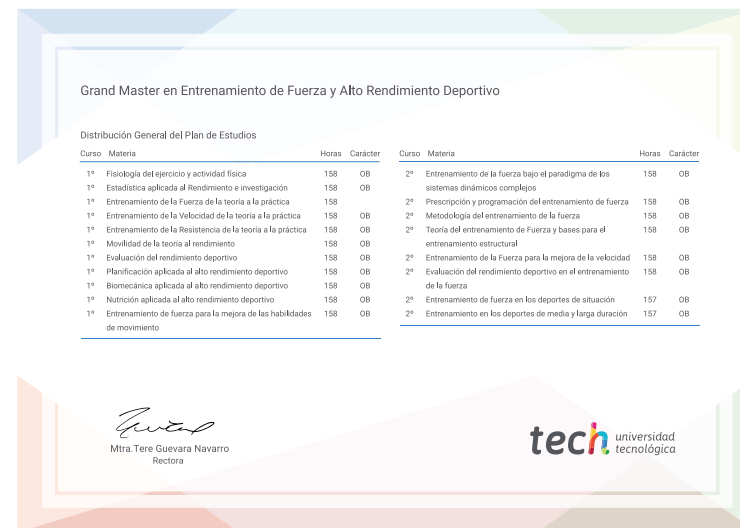 Grand Master en Entrenamiento de Fuerza y Alto Rendimiento Deportivo
Distribución General del Plan de Estudios
Curso Materia Horas Carácter
1º Fisiología del ejercicio y actividad física 158 OB
1º Estadística aplicada al Rendimiento e investigación 158 OB
1º Entrenamiento de la Fuerza de la teoría a la práctica 158
1º Entrenamiento de la Velocidad de la teoría a la práctica 158 OB
1º Entrenamiento de la Resistencia de la teoría a la práctica 158 OB
1º Movilidad de la teoría al rendimiento 158 OB
1º Evaluación del rendimiento deportivo 158 OB
1º Planificación aplicada al alto rendimiento deportivo 158 OB
1º Biomecánica aplicada al alto rendimiento deportivo 158 OB
1º Nutrición aplicada al alto rendimiento deportivo 158 OB
1º Entrenamiento de fuerza para la mejora de las habilidades 158 OB
de movimiento
Curso Materia Horas Carácter
2º Entrenamiento de la fuerza bajo el paradigma de los 158 OB
sistemas dinámicos complejos
2º Prescripción y programación del entrenamiento de fuerza 158 OB
2º Metodología del entrenamiento de la fuerza 158 OB
2º Teoría del entrenamiento de Fuerza y bases para el 158 OB
entrenamiento estructural
2º Entrenamiento de la Fuerza para la mejora de la velocidad 158 OB
2º Evaluación del rendimiento deportivo en el entrenamiento 158 OB
de la fuerza
2º Entrenamiento de fuerza en los deportes de situación 157 OB
2º Entrenamiento en los deportes de media y larga duración 157 OB
Mtra.Tere Guevara Navarro
Rectora
tech universidad
tecnológica